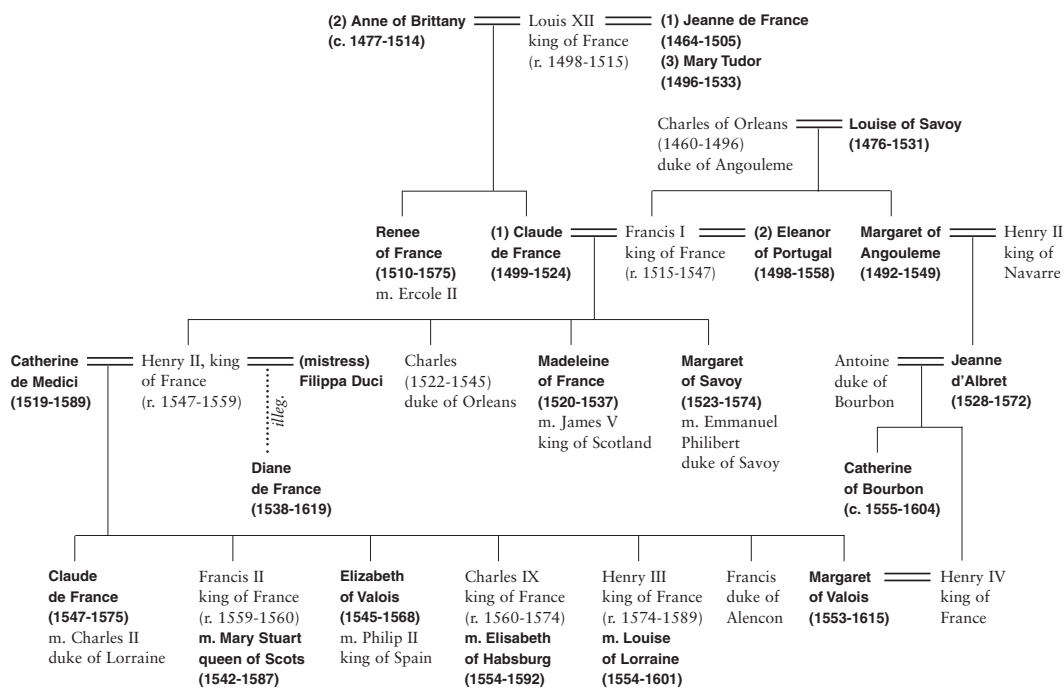 (2) Anne of Brittany
(c. 1477-1514)
Louis XII
king of France
(r. 1498-1515)
(1) Jeanne de France
(1464-1505)
(3) Mary Tudor
(1496-1533)
Charles of Orleans
(1460-1496)
duke of Angouleme
Louise of Savoy
(1476-1531)
Renee
of France
(1510-1575)
m. Ercole II
(1) Claude
de France
(1499-1524)
Francis I
king of France
(r. 1515-1547)
(2) Eleanor
of Portugal
(1498-1558)
Margaret of
Angouleme
(1492-1549)
Henry II
king of
Navarre
Catherine
de Medici
(1519-1589)
Henry II, king
of France
(r. 1547-1559)
(mistress)
Filippa Duci
illeg.
Charles
(1522-1545)
duke of Orleans
Madeleine
of France
(1520-1537)
m. James V
king of Scotland
Margaret
of Savoy
(1523-1574)
m. Emmanuel
Philibert
duke of Savoy
Antoine
duke of
Bourbon
Jeanne
d'Albret
(1528-1572)
Diane
de France
(1538-1619)
Catherine
of Bourbon
(c. 1555-1604)
Claude
de France
(1547-1575)
m. Charles II
duke of Lorraine
Francis II
king of France
(r. 1559-1560)
m. Mary Stuart
queen of Scots
(1542-1587)
Elizabeth
of Valois
(1545-1568)
m. Philip II
king of Spain
Charles IX
king of France
(r. 1560-1574)
m. Elisabeth
of Habsburg
(1554-1592)
Henry III
king of France
(r. 1574-1589)
m. Louise
of Lorraine
(1554-1601)
Francis
duke of
Alencon
Margaret
of Valois
(1553-1615)
Henry IV
king of
France